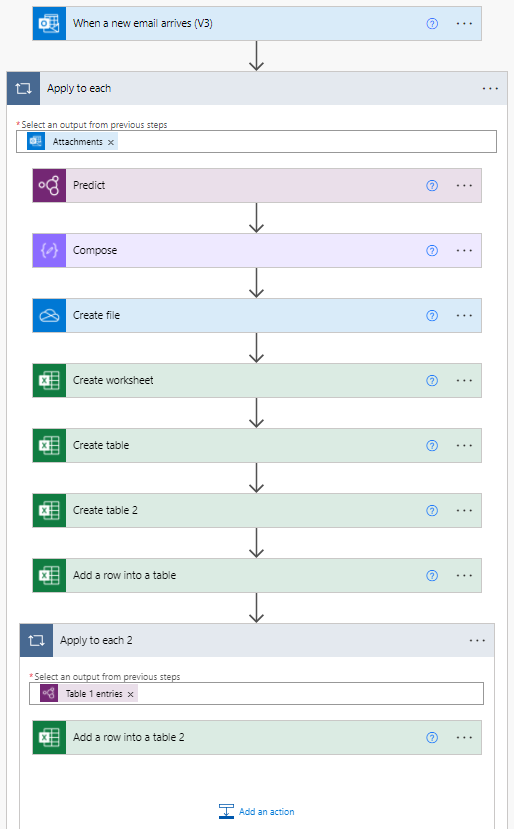 When a new email arrives (V3)
Apply to each
* Select an output from previous steps
Attachments ×
Predict
Compose
Create file
Create worksheet
Create table
Create table 2
Add a row into a table
Apply to each 2
* Select an output from previous steps
Table 1 entries ×
Add a row into a table 2
Add an action